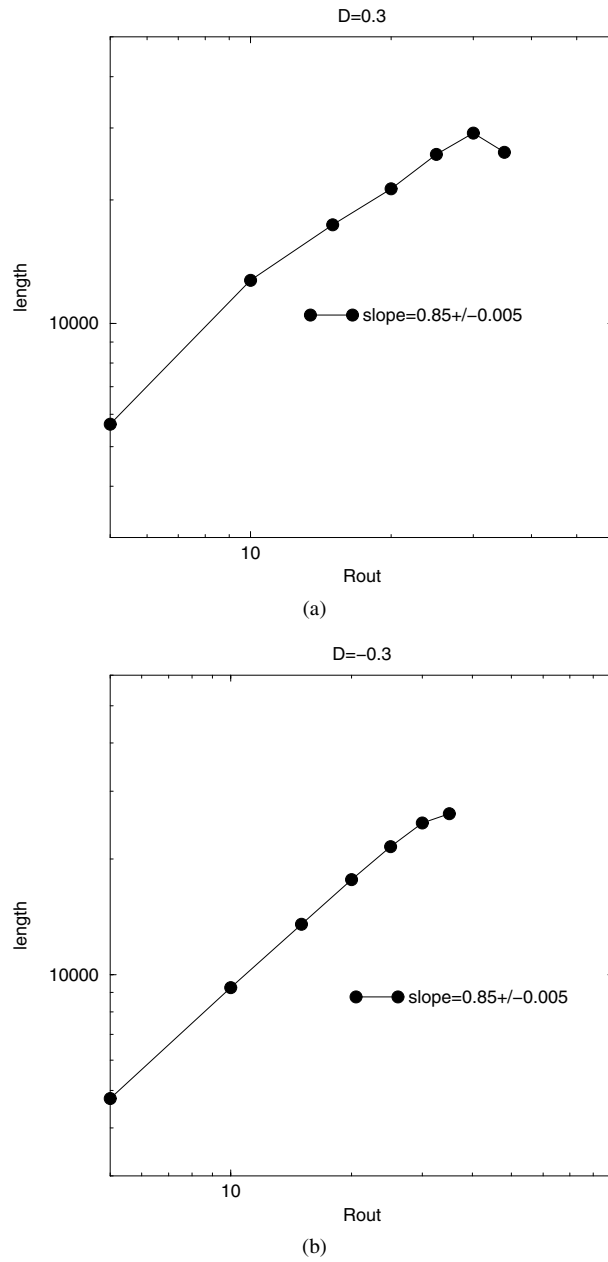 D=0.3
length
10000
slope=0.85+/−0.005
10
Rout
(a)
D=−0.3
length
10000
slope=0.85+/−0.005
10
Rout
(b)